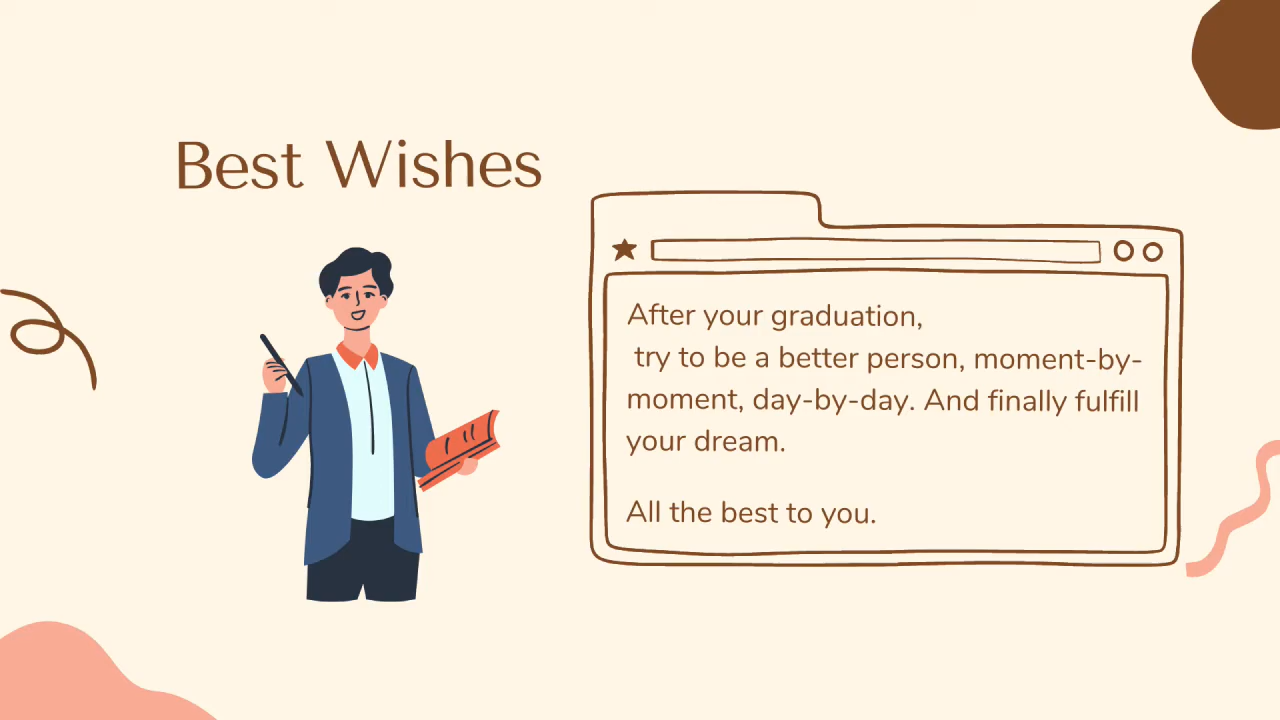 Best Wishes
After your graduation,
try to be a better person, moment-by-
moment, day-by-day. And finally fulfill
your dream.
All the best to you.